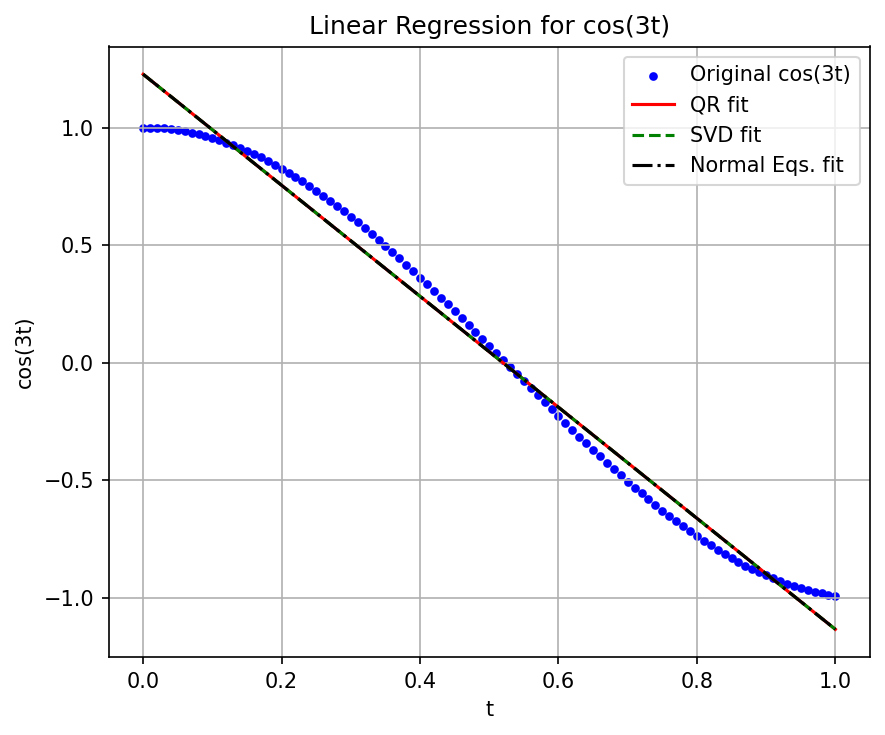 Linear Regression for cos(3t)
Original cos(3t)
QR fit
SVD fit
Normal Eqs. fit
cos(3t)
1.0
0.5
0.0
−0.5
−1.0
0.0 0.2 0.4 0.6 0.8 1.0
t